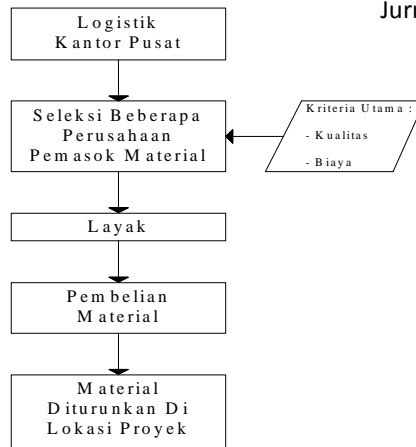 Logistik
Kantor Pusat
Seleksi Beberapa
Perusahaan
Pemasok Material
Kriteria Utama :
- Kualitas
- Biaya
Layak
Pembelian
Material
Material
Diturunkan Di
Lokasi Proyek